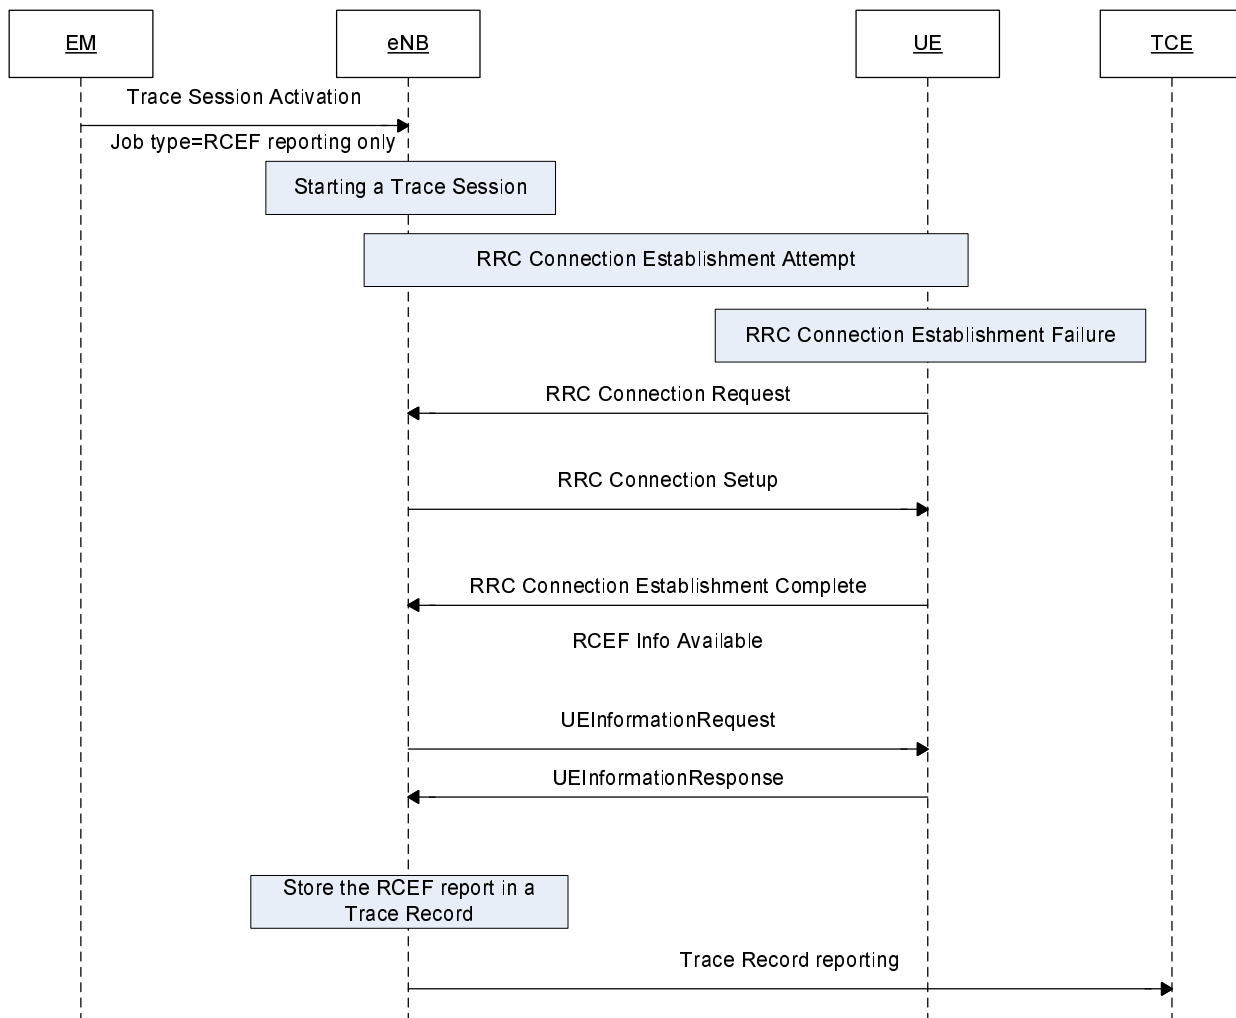 EM
eNB
UE
TCE
Trace Session Activation
Job type=RCEF reporting only
Starting a Trace Session
RRC Connection Establishment Attempt
RRC Connection Establishment Failure
RRC Connection Request
RRC Connection Setup
RRC Connection Establishment Complete
RCEF Info Available
UEInformationRequest
UEInformationResponse
Store the RCEF report in a
Trace Record
Trace Record reporting